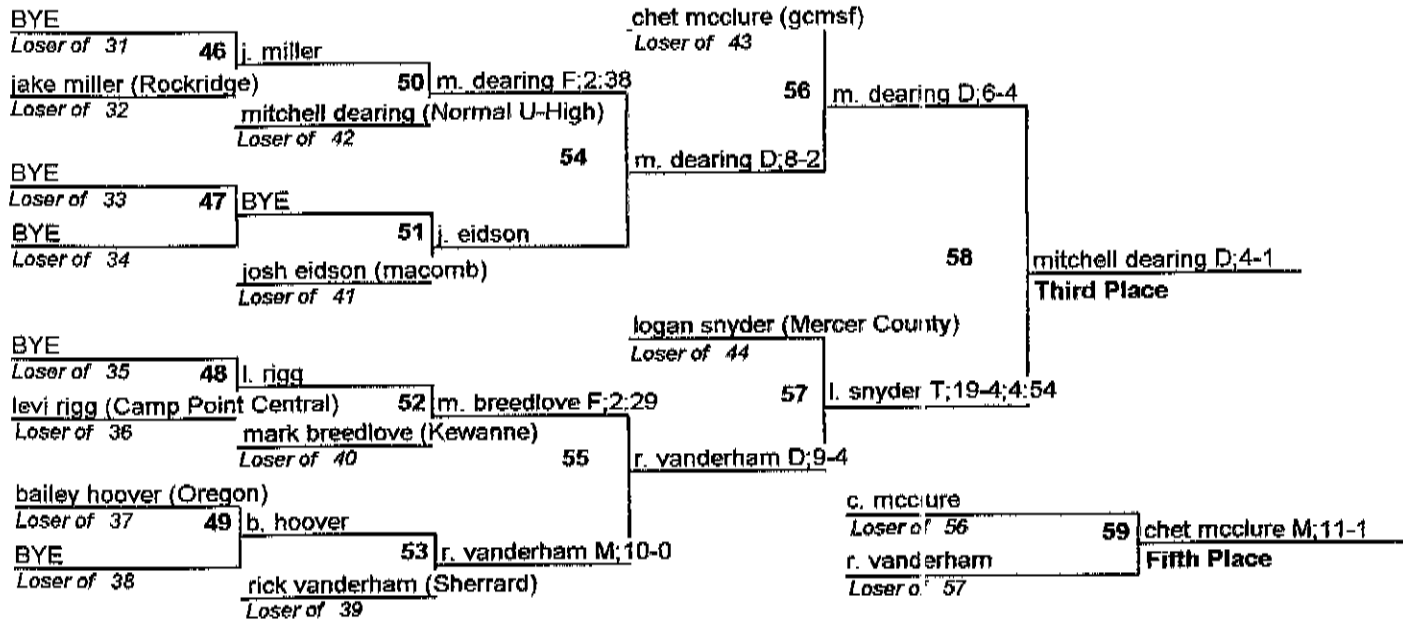 BYE
Loser of 31
46
j. miller
jake miller (Rockridge)
Loser of 32
50
m. dearing F;2:38
mitchell dearing (Normal U-High)
Loser of 42
BYE
Loser of 33
47
BYE
BYE
Loser of 34
51
j. eidson
josh eidson (macomb)
Loser of 41
54
m. dearing D;8-2
chet mcclure (gcmsf)
Loser of 43
56
m. dearing D;6-4
58
mitchell dearing D;4-1
Third Place
BYE
Loser of 35
48
l. rigg
levi rigg (Camp Point Central)
Loser of 36
52
m. breedlove F;2:29
mark breedlove (Kewanne)
Loser of 40
bailey hoover (Oregon)
Loser of 37
49
b. hoover
BYE
Loser of 38
53
r. vanderham M;10-0
rick vanderham (Sherrard)
Loser of 39
55
r. vanderham D;9-4
logan snyder (Mercer County)
Loser of 44
57
l. snyder T;19-4;4:54
c. mcclure
Loser of 56
59
chet mcclure M;11-1
Fifth Place
r. vanderham
Loser of 57